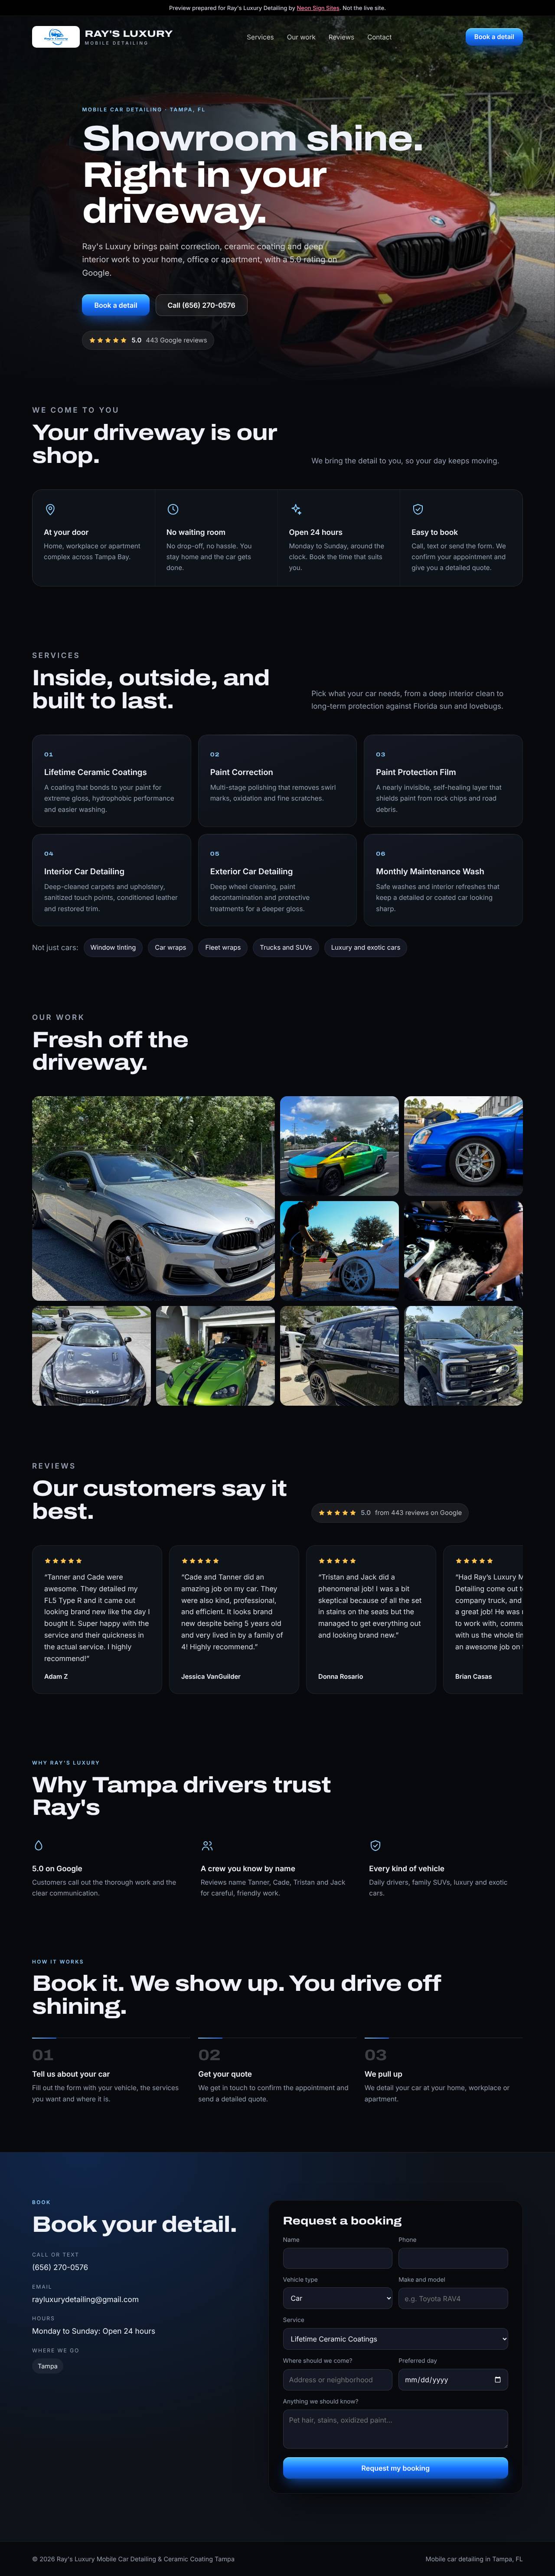 Preview prepared for Ray's Luxury Detailing by Neon Sign Sites. Not the live site.
RAY'S LUXURY
MOBILE DETAILING
Services
Our work
Reviews
Contact
Book a detail
MOBILE CAR DETAILING · TAMPA, FL
Showroom shine.
Right in your
driveway.
Ray's Luxury brings paint correction, ceramic coating and deep
interior work to your home, office or apartment, with a 5.0 rating on
Google.
Book a detail
Call (656) 270-0576
5.0 443 Google reviews
WE COME TO YOU
Your driveway is our
shop.
We bring the detail to you, so your day keeps moving.
At your door
Home, workplace or apartment
complex across Tampa Bay.
No waiting room
No drop-off, no hassle. You
stay home and the car gets
done.
Open 24 hours
Monday to Sunday, around the
clock. Book the time that suits
you.
Easy to book
Call, text or send the form. We
confirm your appointment and
give you a detailed quote.
SERVICES
Inside, outside, and
built to last.
Pick what your car needs, from a deep interior clean to
long-term protection against Florida sun and lovebugs.
01
Lifetime Ceramic Coatings
A coating that bonds to your paint for
extreme gloss, hydrophobic performance
and easier washing.
02
Paint Correction
Multi-stage polishing that removes swirl
marks, oxidation and fine scratches.
03
Paint Protection Film
A nearly invisible, self-healing layer that
shields paint from rock chips and road
debris.
04
Interior Car Detailing
Deep-cleaned carpets and upholstery,
sanitized touch points, conditioned leather
and restored trim.
05
Exterior Car Detailing
Deep wheel cleaning, paint
decontamination and protective
treatments for a deeper gloss.
06
Monthly Maintenance Wash
Safe washes and interior refreshes that
keep a detailed or coated car looking
sharp.
Not just cars:
Window tinting
Car wraps
Fleet wraps
Trucks and SUVs
Luxury and exotic cars
OUR WORK
Fresh off the
driveway.
REVIEWS
Our customers say it
best.
5.0 from 443 reviews on Google
“Tanner and Cade were
awesome. They detailed my
FL5 Type R and it came out
looking brand new like the day I
bought it. Super happy with the
service and their quickness in
the actual service. I highly
recommend!”
Adam Z
“Cade and Tanner did an
amazing job on my car. They
were also kind, professional,
and efficient. It looks brand
new despite being 5 years old
and very lived in by a family of
4! Highly recommend.”
Jessica VanGuilder
“Tristan and Jack did a
phenomenal job! I was a bit
skeptical because of all the set
in stains on the seats but the
managed to get everything out
and looking brand new.”
Donna Rosario
“Had Ray’s Luxury M
Detailing come out t
company truck, and
a great job! He was
to work with, commu
with us the whole tim
an awesome job on
Brian Casas
WHY RAY'S LUXURY
Why Tampa drivers trust
Ray's
5.0 on Google
Customers call out the thorough work and the
clear communication.
A crew you know by name
Reviews name Tanner, Cade, Tristan and Jack
for careful, friendly work.
Every kind of vehicle
Daily drivers, family SUVs, luxury and exotic
cars.
HOW IT WORKS
Book it. We show up. You drive off
shining.
01
Tell us about your car
Fill out the form with your vehicle, the services
you want and where it is.
02
Get your quote
We get in touch to confirm the appointment and
send a detailed quote.
03
We pull up
We detail your car at your home, workplace or
apartment.
BOOK
Book your detail.
CALL OR TEXT
(656) 270-0576
EMAIL
rayluxurydetailing@gmail.com
HOURS
Monday to Sunday: Open 24 hours
WHERE WE GO
Tampa
Request a booking
Name
Phone
Vehicle type
Car
Make and model
e.g. Toyota RAV4
Service
Lifetime Ceramic Coatings
Where should we come?
Address or neighborhood
Preferred day
mm/dd/yyyy
Anything we should know?
Pet hair, stains, oxidized paint...
Request my booking
© 2026 Ray's Luxury Mobile Car Detailing & Ceramic Coating Tampa
Mobile car detailing in Tampa, FL